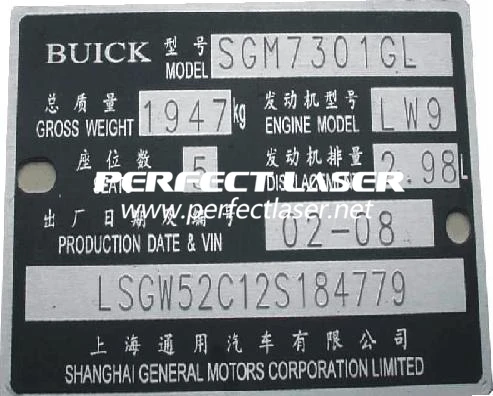 BUICK 型号 MODEL SGM7301GL
总质量 GROSS WEIGHT 1947 kg 发动机型号 ENGINE MODEL LW9
座位数 SEAT 5 发动机排量 DISPLACEMENT 2.98 L
PERFECT LASER
www.perfectlaser.net
出厂日期及编号 PRODUCTION DATE & VIN 02-08
LSGW52C12S184779
上海通用汽车有限公司
SHANGHAI GENERAL MOTORS CORPORATION LIMITED